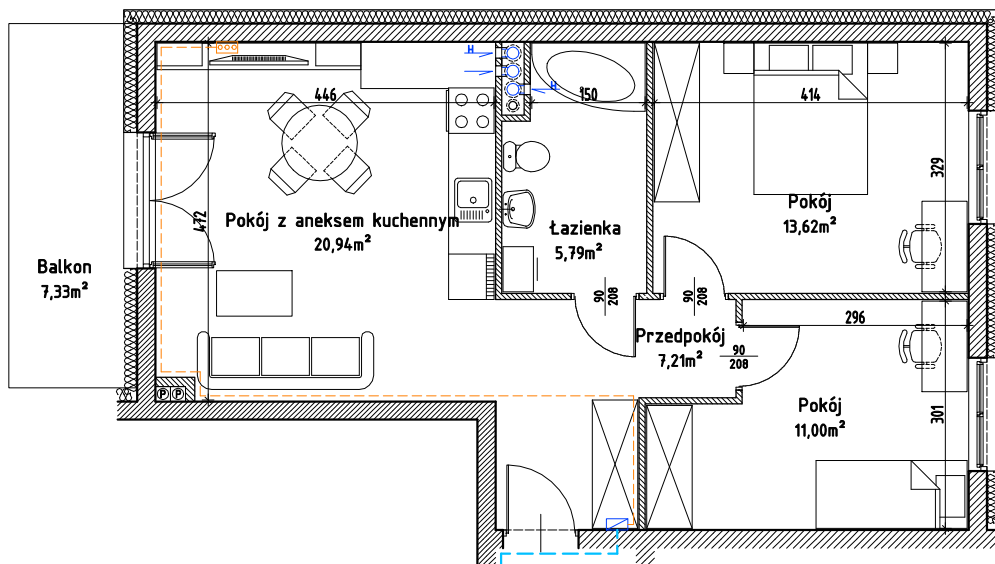 H
446
150
H
414
329
472
Pokój z aneksem kuchennym
20,94m²
Łazienka
5,79m²
Pokój
13,62m²
Balkon
7,33m²
90
208
90
208
Przedpokój
7,21m²
90
208
296
P P
Pokój
11,00m²
301